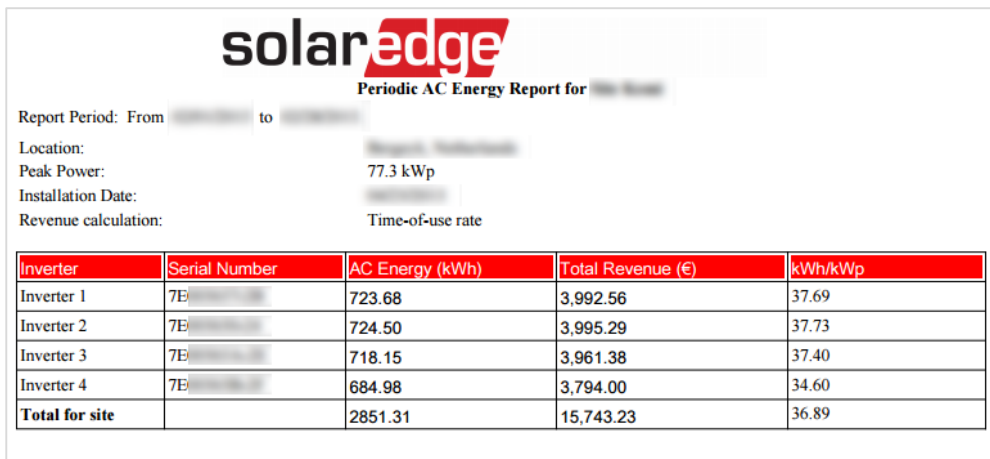 solaredge
Periodic AC Energy Report for
Report Period: From to
Location:
Peak Power: 77.3 kWp
Installation Date:
Revenue calculation: Time-of-use rate
Inverter Serial Number AC Energy (kWh) Total Revenue (€) kWh/kWp
Inverter 1 7E 723.68 3,992.56 37.69
Inverter 2 7E 724.50 3,995.29 37.73
Inverter 3 7E 718.15 3,961.38 37.40
Inverter 4 7E 684.98 3,794.00 34.60
Total for site 2851.31 15,743.23 36.89